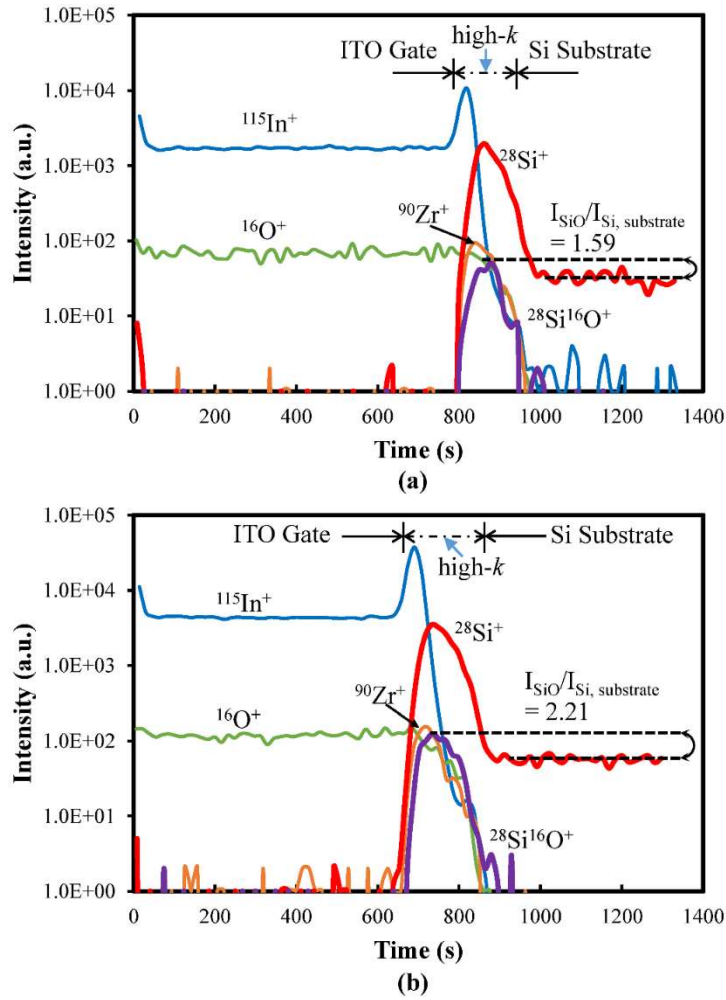 1.0E+05
ITO Gate
high-k
Si Substrate
1.0E+04
¹¹⁵In⁺
²⁸Si⁺
1.0E+03
⁹⁰Zr⁺
I_SiO/I_Si, substrate
= 1.59
¹⁶O⁺
1.0E+02
Intensity (a.u.)
1.0E+01
²⁸Si¹⁶O⁺
1.0E+00
0 200 400 600 800 1000 1200 1400
Time (s)
(a)
1.0E+05
ITO Gate
Si Substrate
high-k
1.0E+04
¹¹⁵In⁺
²⁸Si⁺
1.0E+03
⁹⁰Zr⁺
I_SiO/I_Si, substrate
= 2.21
¹⁶O⁺
1.0E+02
Intensity (a.u.)
1.0E+01
²⁸Si¹⁶O⁺
1.0E+00
0 200 400 600 800 1000 1200 1400
Time (s)
(b)